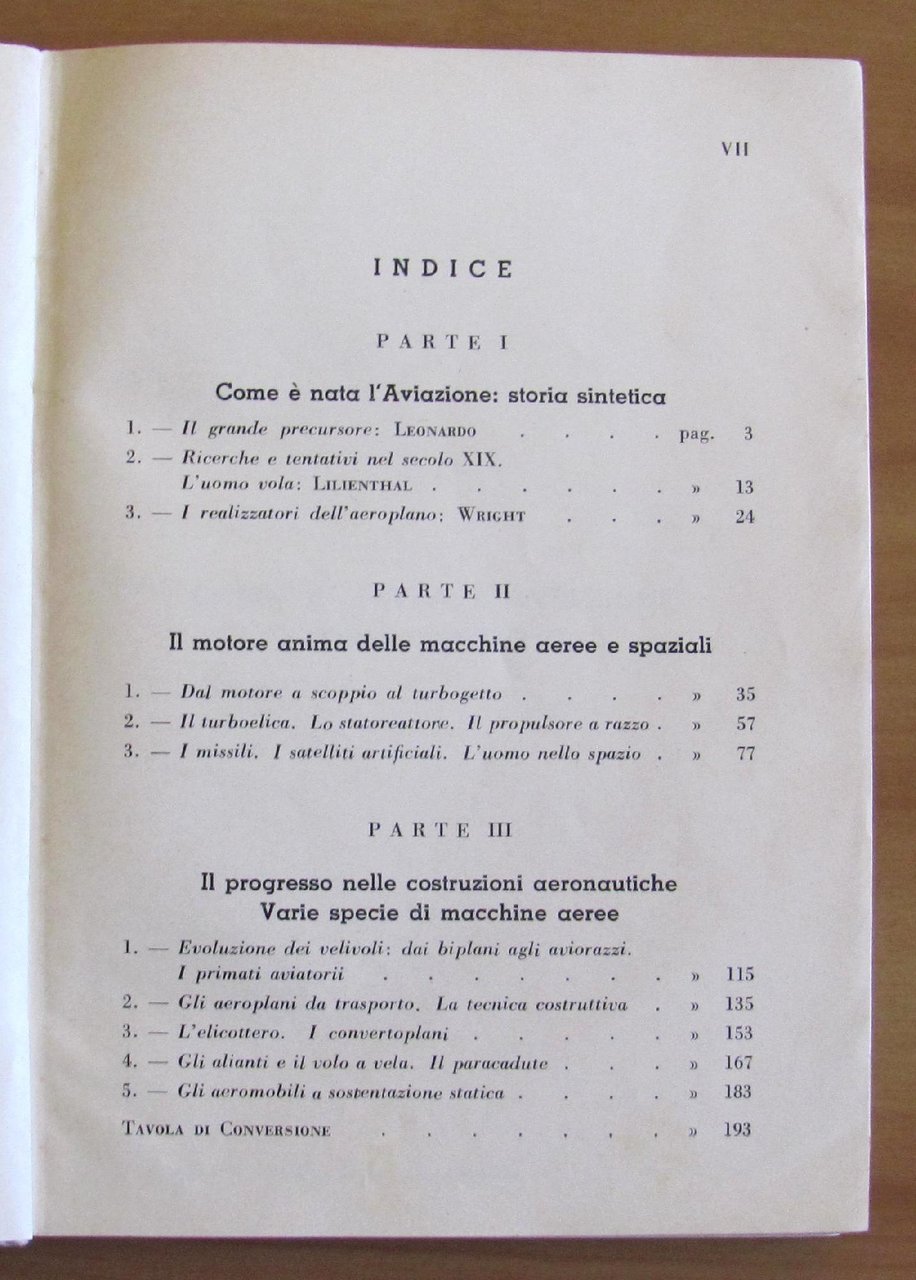 VII
INDICE
PARTE I
Come è nata l'Aviazione: storia sintetica
1. — Il grande precursore: LEONARDO . . . . pag. 3
2. — Ricerche e tentativi nel secolo XIX.
L'uomo vola: LILIENTHAL . . . . . . » 13
3. — I realizzatori dell'aeroplano: WRIGHT . . . » 24
PARTE II
Il motore anima delle macchine aeree e spaziali
1. — Dal motore a scoppio al turbogetto . . . . » 35
2. — Il turboelica. Lo statoreattore. Il propulsore a razzo . » 57
3. — I missili. I satelliti artificiali. L'uomo nello spazio . » 77
PARTE III
Il progresso nelle costruzioni aeronautiche
Varie specie di macchine aeree
1. — Evoluzione dei velivoli: dai biplani agli aviorazzi.
I primati aviatorii . . . . . . . » 115
2. — Gli aeroplani da trasporto. La tecnica costruttiva . » 135
3. — L'elicottero. I convertoplani . . . . . » 153
4. — Gli alianti e il volo a vela. Il paracadute . . . » 167
5. — Gli aeromobili a sostentazione statica . . . . » 183
TAVOLA DI CONVERSIONE . . . . . . . » 193